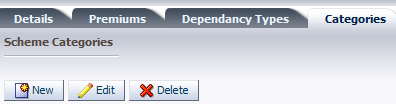 Details Premiums Dependancy Types Categories
Scheme Categories
New Edit Delete